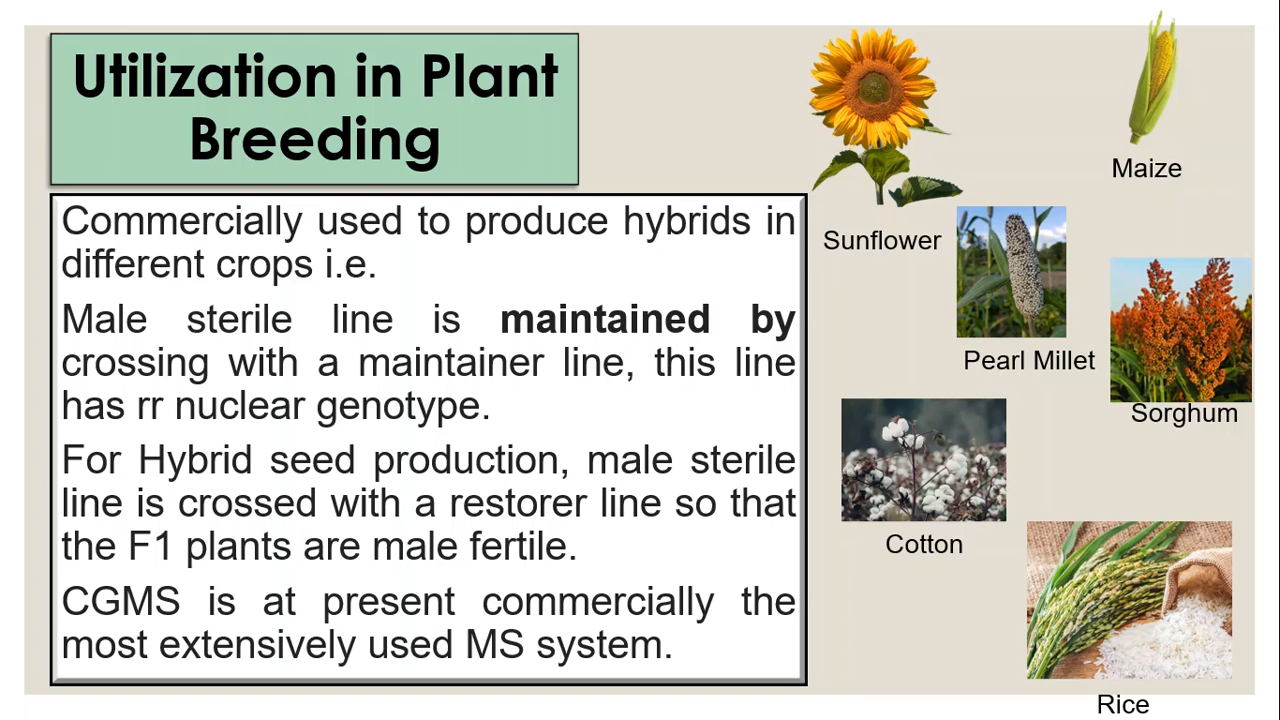 Utilization in Plant
Breeding
Commercially used to produce hybrids in
different crops i.e.
Male sterile line is maintained by
crossing with a maintainer line, this line
has rr nuclear genotype.
For Hybrid seed production, male sterile
line is crossed with a restorer line so that
the F1 plants are male fertile.
CGMS is at present commercially the
most extensively used MS system.
Maize
Sunflower
Pearl Millet
Sorghum
Cotton
Rice